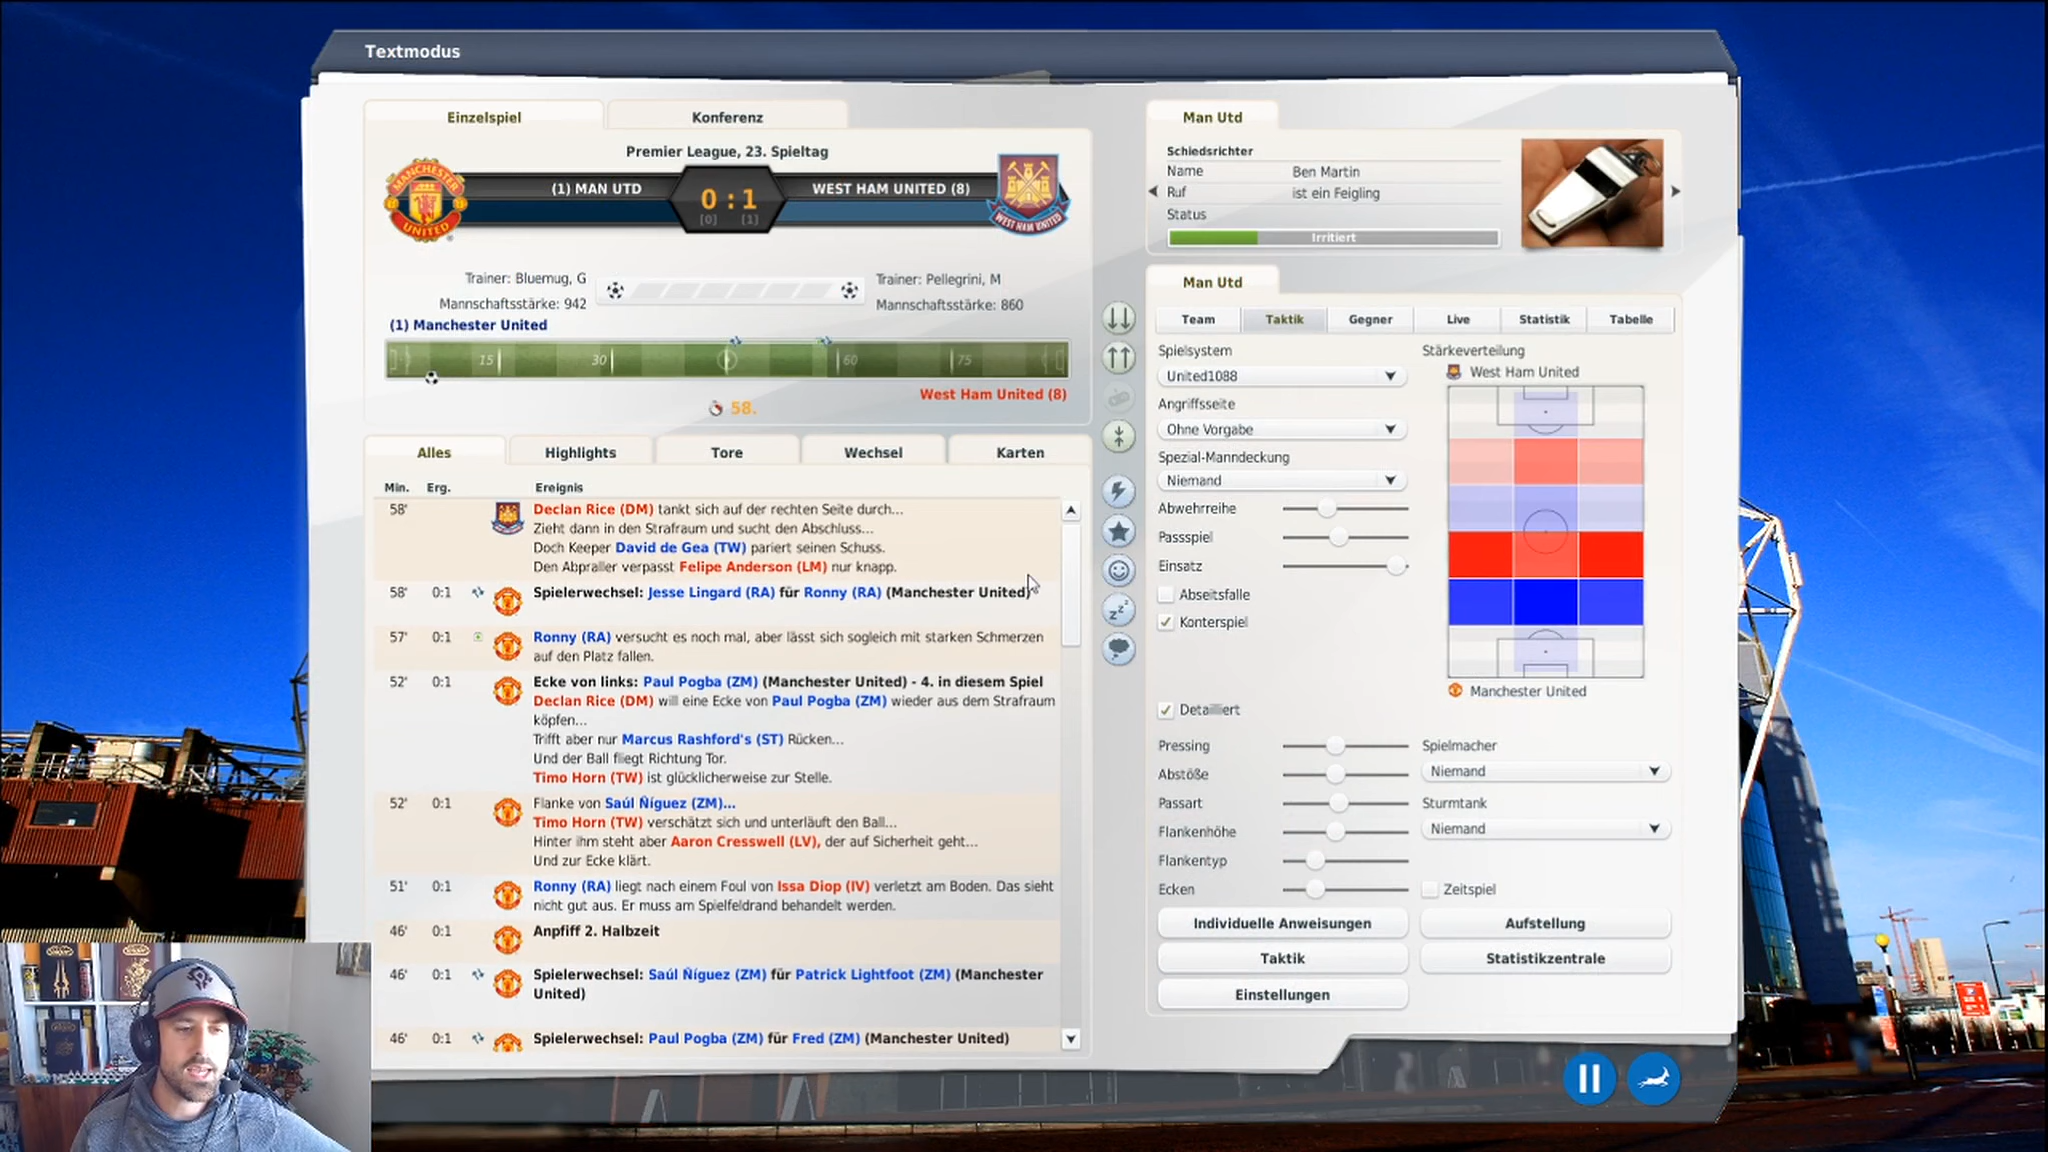 Textmodus
Einzelspiel
Konferenz
Premier League, 23. Spieltag
(1) MAN UTD
0 : 1
WEST HAM UNITED (8)
[0] [1]
MANCHESTER
UNITED
WEST HAM UNITED
Trainer: Bluemug, G
Trainer: Pellegrini, M
Mannschaftsstärke: 942
Mannschaftsstärke: 860
(1) Manchester United
15 30 60 75
West Ham United (8)
58.
Alles
Highlights
Tore
Wechsel
Karten
Min. Erg. Ereignis
58' Declan Rice (DM) tankt sich auf der rechten Seite durch...
Zieht dann in den Strafraum und sucht den Abschluss...
Doch Keeper David de Gea (TW) pariert seinen Schuss.
Den Abpraller verpasst Felipe Anderson (LM) nur knapp.
58' 0:1 Spielerwechsel: Jesse Lingard (RA) für Ronny (RA) (Manchester United)
57' 0:1 Ronny (RA) versucht es noch mal, aber lässt sich sogleich mit starken Schmerzen
auf den Platz fallen.
52' 0:1 Ecke von links: Paul Pogba (ZM) (Manchester United) - 4. in diesem Spiel
Declan Rice (DM) will eine Ecke von Paul Pogba (ZM) wieder aus dem Strafraum
köpfen...
Trifft aber nur Marcus Rashford's (ST) Rücken...
Und der Ball fliegt Richtung Tor.
Timo Horn (TW) ist glücklicherweise zur Stelle.
52' 0:1 Flanke von Saúl Ñíguez (ZM)...
Timo Horn (TW) verschätzt sich und unterläuft den Ball...
Hinter ihm steht aber Aaron Cresswell (LV), der auf Sicherheit geht...
Und zur Ecke klärt.
51' 0:1 Ronny (RA) liegt nach einem Foul von Issa Diop (IV) verletzt am Boden. Das sieht
nicht gut aus. Er muss am Spielfeldrand behandelt werden.
46' 0:1 Anpfiff 2. Halbzeit
46' 0:1 Spielerwechsel: Saúl Ñíguez (ZM) für Patrick Lightfoot (ZM) (Manchester
United)
46' 0:1 Spielerwechsel: Paul Pogba (ZM) für Fred (ZM) (Manchester United)
Man Utd
Schiedsrichter
Name Ben Martin
Ruf ist ein Feigling
Status
Irritiert
Man Utd
Team
Taktik
Gegner
Live
Statistik
Tabelle
Spielsystem
United1088
Angriffsseite
Ohne Vorgabe
Spezial-Manndeckung
Niemand
Abwehrreihe
Passspiel
Einsatz
Abseitsfalle
Konterspiel
Stärkeverteilung
West Ham United
Manchester United
Detailliert
Pressing
Abstöße
Passart
Flankenhöhe
Flankentyp
Ecken
Spielmacher
Niemand
Sturmtank
Niemand
Zeitspiel
Individuelle Anweisungen
Aufstellung
Taktik
Statistikzentrale
Einstellungen